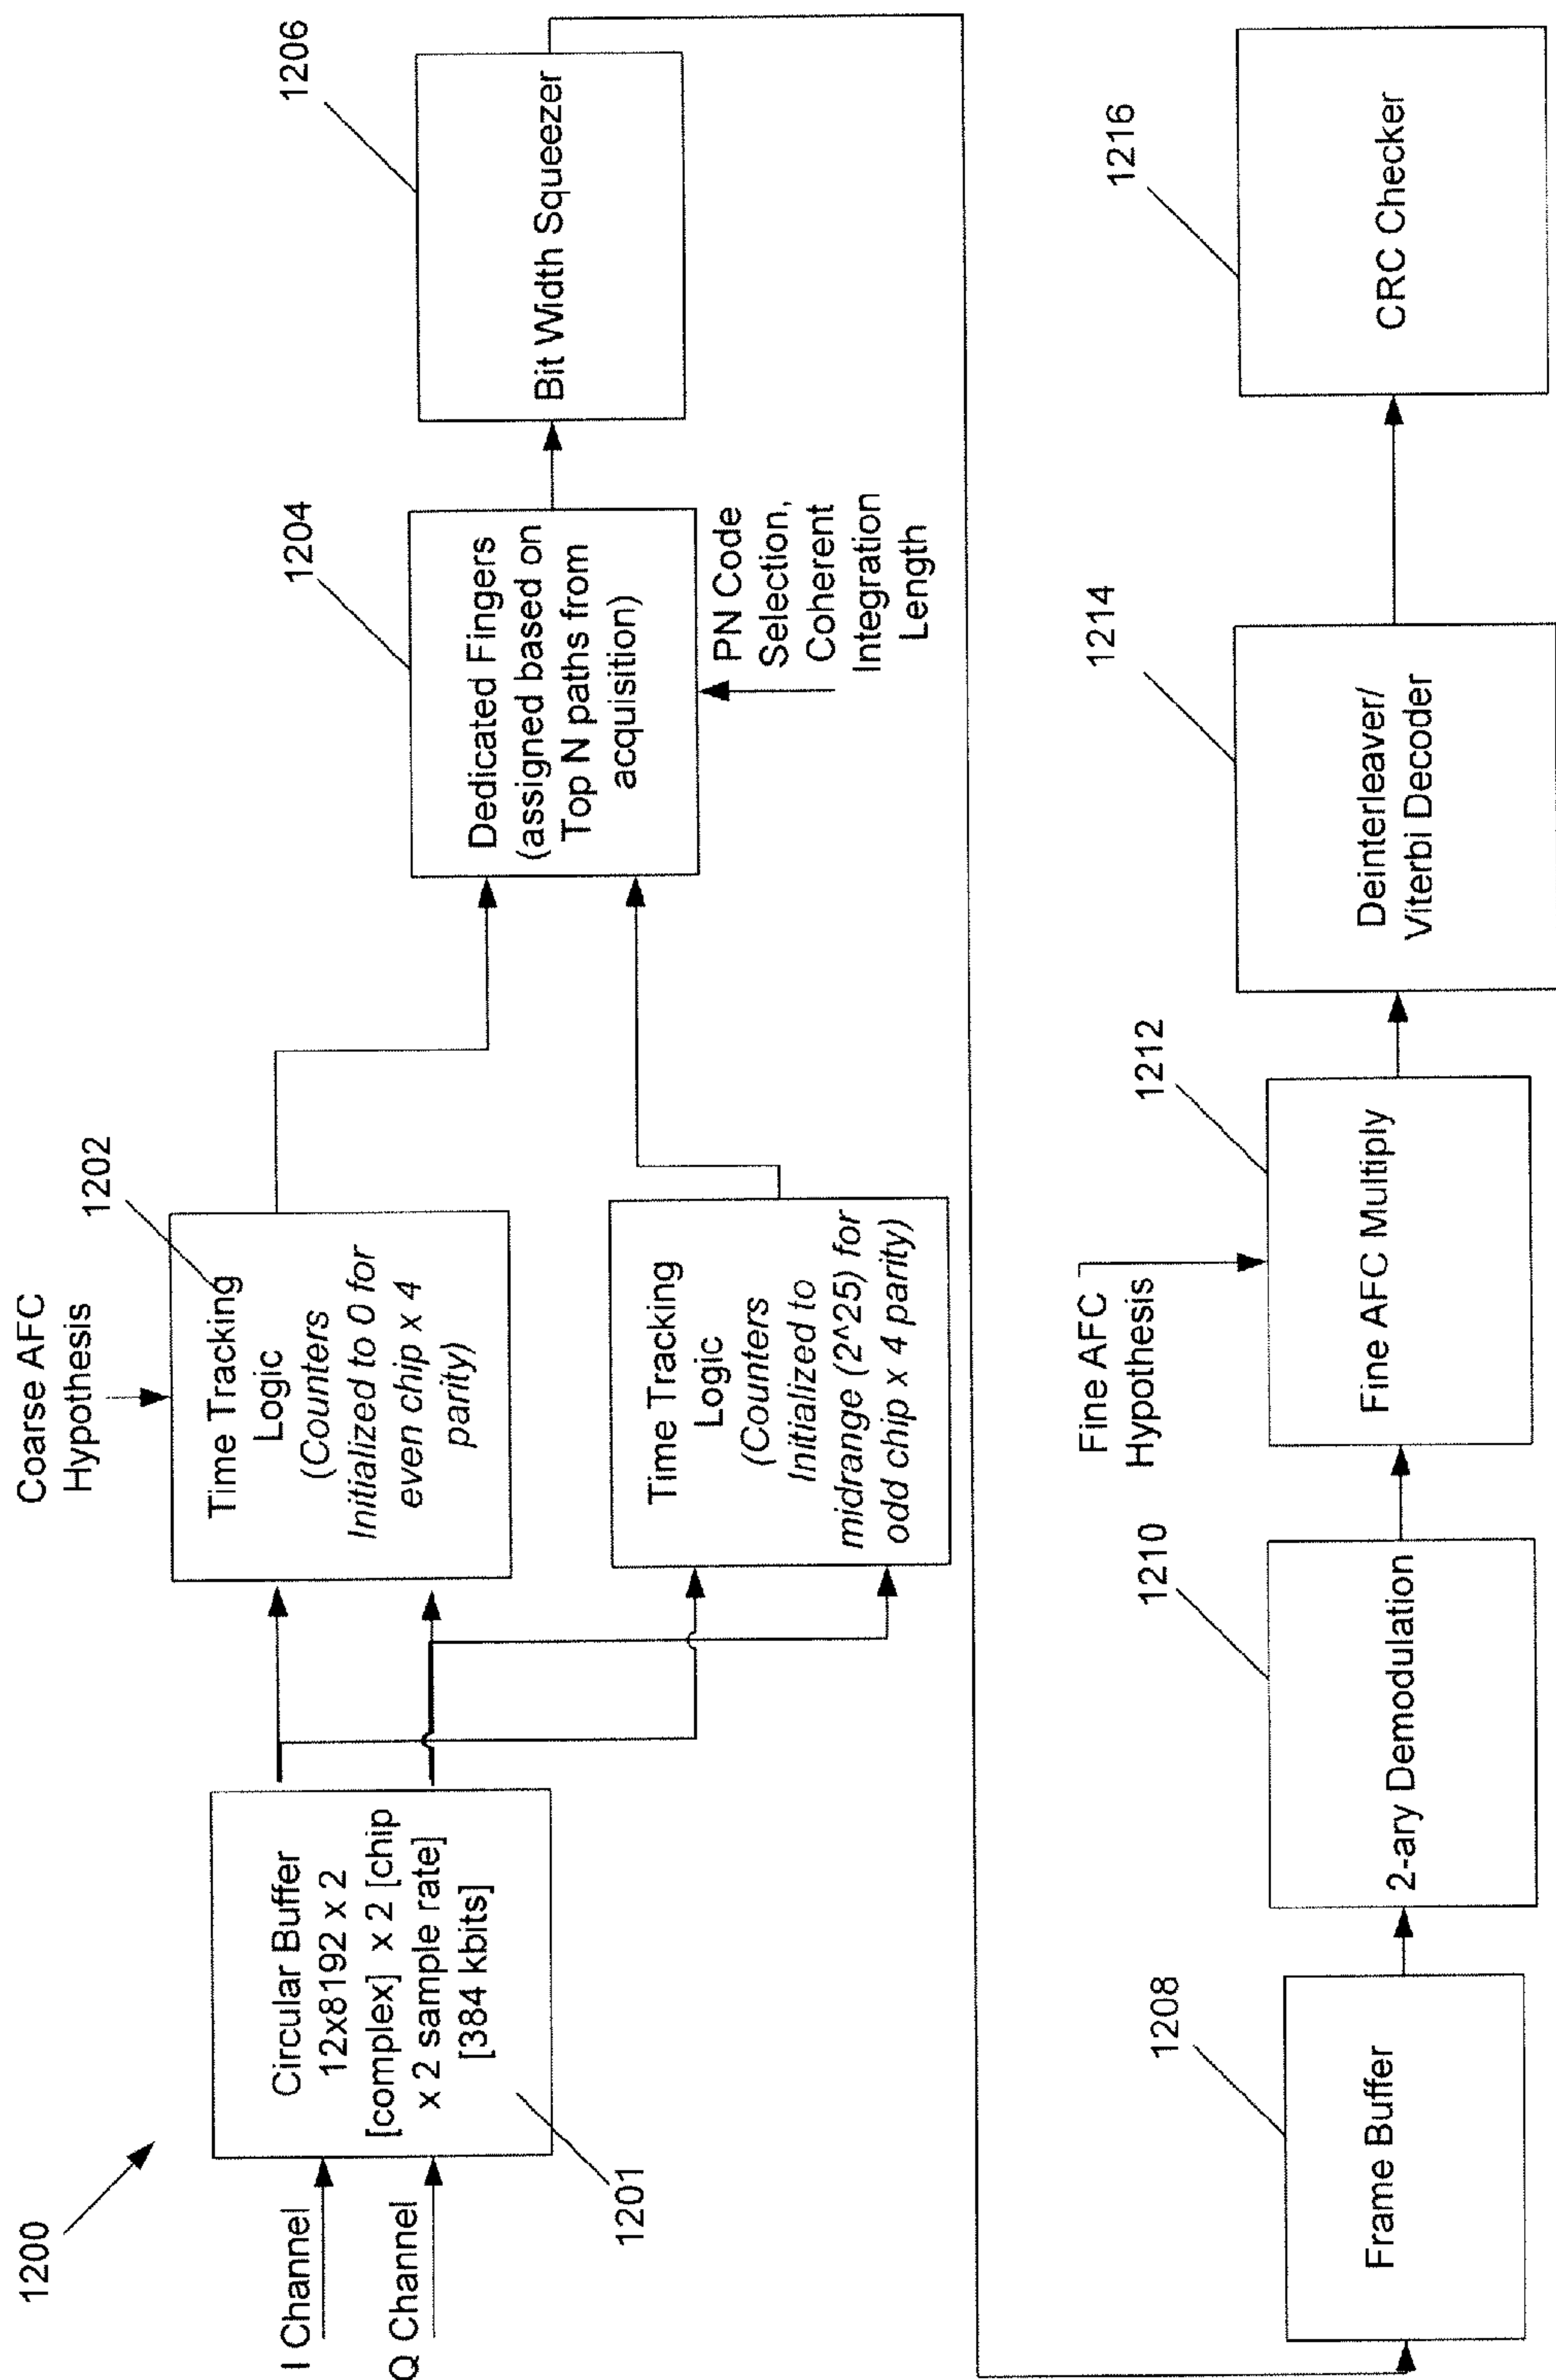 1200
I Channel
Q Channel
Circular Buffer
12x8192 x 2
[complex] x 2 [chip
x 2 sample rate]
[384 kbits]
1201
Coarse AFC
Hypothesis
1202
Time Tracking
Logic
(Counters
Initialized to 0 for
even chip x 4
parity)
Time Tracking
Logic
(Counters
Initialized to
midrange (2^25) for
odd chip x 4 parity)
1204
Dedicated Fingers
(assigned based on
Top N paths from
acquisition)
PN Code
Selection,
Coherent
Integration
Length
1206
Bit Width Squeezer
1208
Frame Buffer
1210
2-ary Demodulation
Fine AFC
Hypothesis
1212
Fine AFC Multiply
1214
Deinterleaver/
Viterbi Decoder
1216
CRC Checker